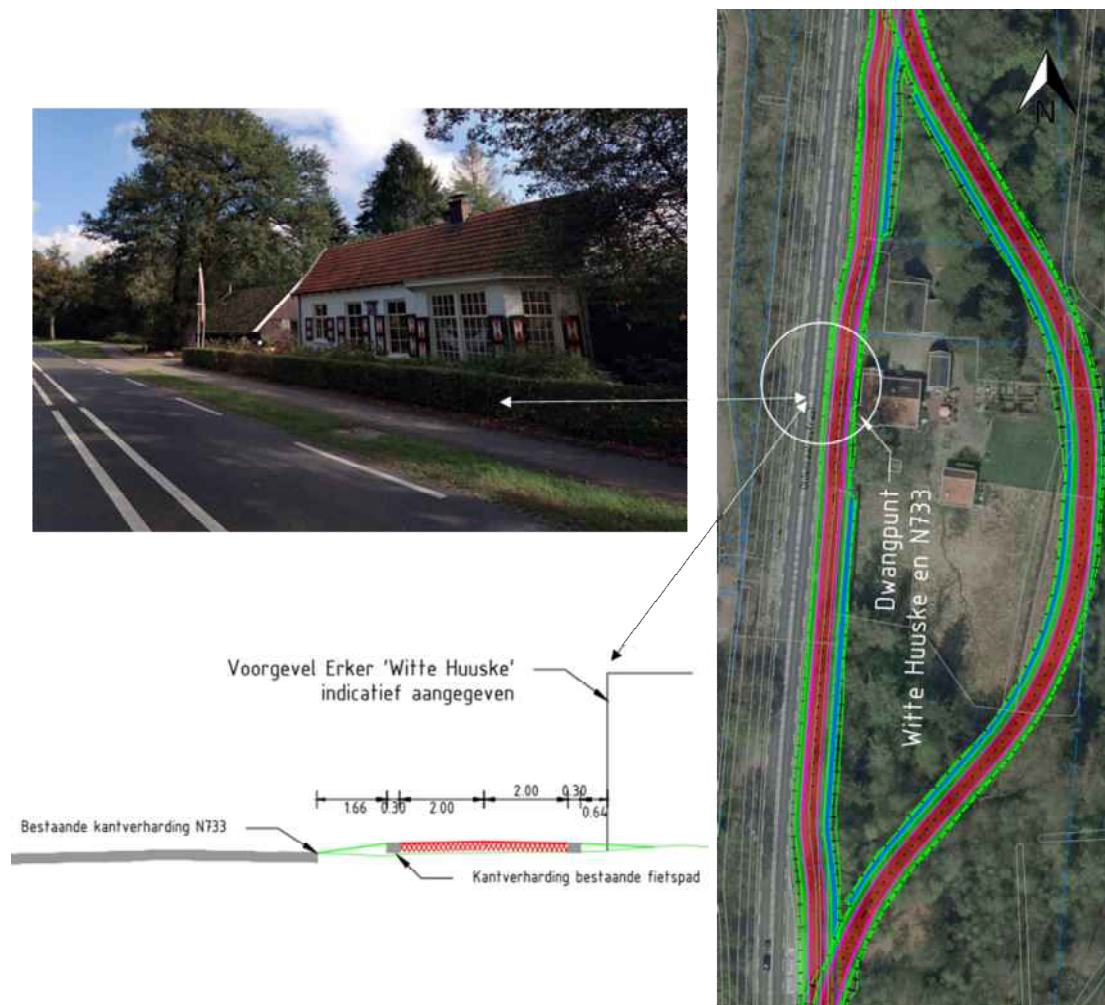 N
Dwangpunt
Witte Huuske en N733
Voorgevel Erker 'Witte Huuske'
indicatief aangegeven
1.66 0.30 2.00 2.00 0.30 0.64
Bestaande kantverharding N733
Kantverharding bestaande fietspad